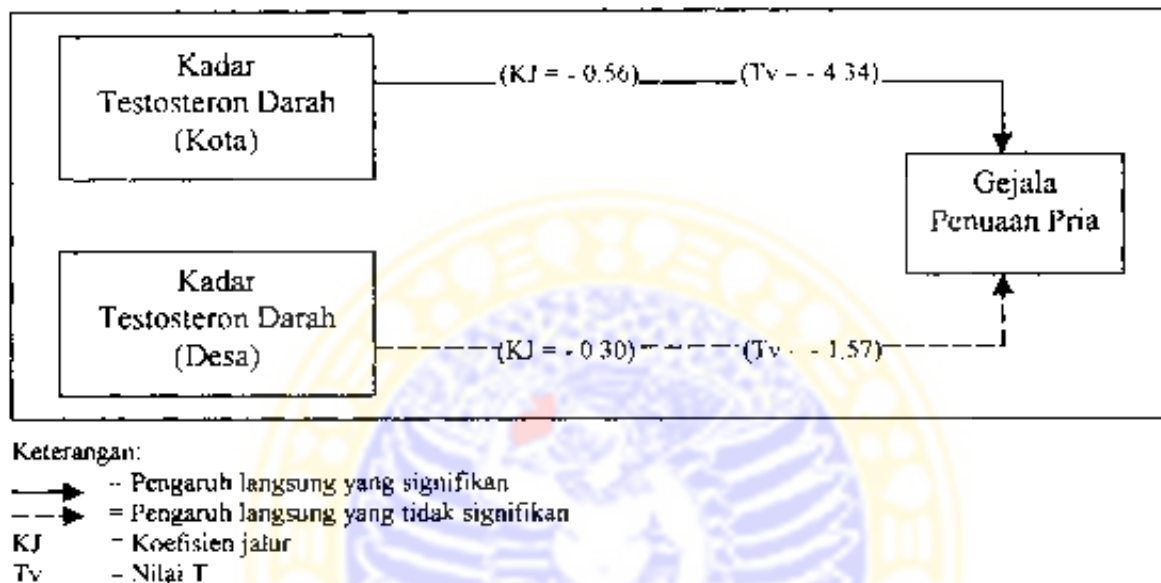 Kadar
Testosteron Darah
(Kota)
(KJ = - 0.56) (Tv - - 4.34)
Gejala
Penuaan Pria
Kadar
Testosteron Darah
(Desa)
(KJ = - 0.30) (Tv - - 1.57)
Keterangan:
- Pengaruh langsung yang signifikan
= Pengaruh langsung yang tidak signifikan
KJ = Koefisien jalur
Tv - Nilai T